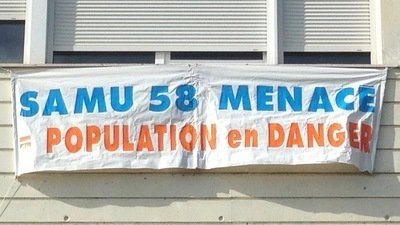 SAMU 58 MENACE
= POPULATION en DANGER